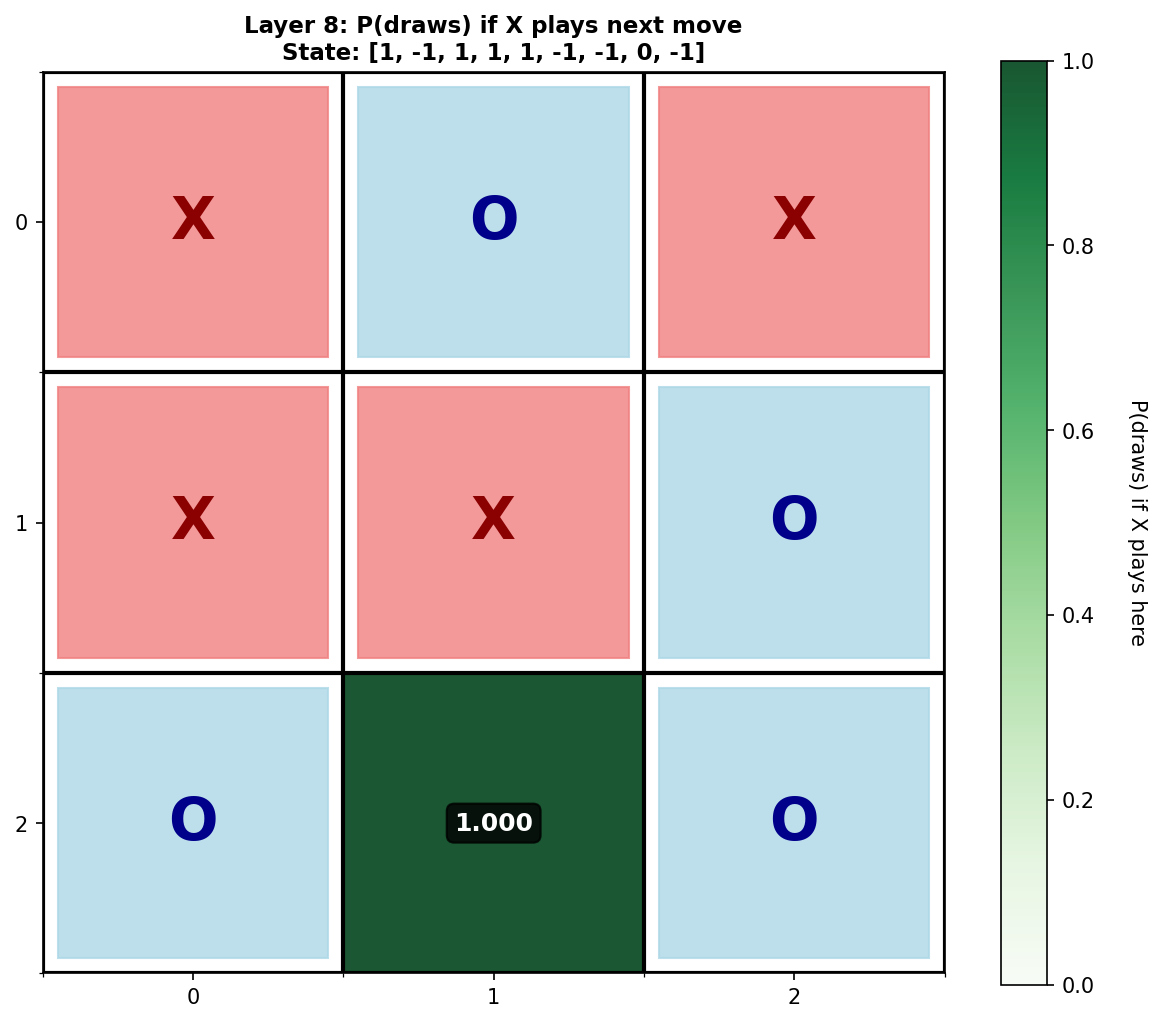 Layer 8: P(draws) if X plays next move
State: [1, -1, 1, 1, 1, -1, -1, 0, -1]
0
X
O
X
1
X
X
O
2
O
1.000
O
0
1
2
1.0
0.8
0.6
0.4
0.2
0.0
P(draws) if X plays here